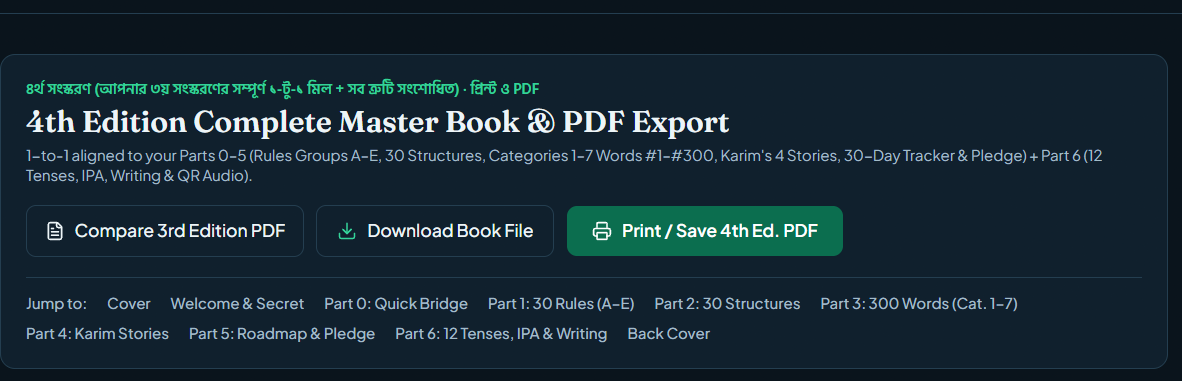 ৪র্থ সংস্করণ (আপনার ৩য় সংস্করণের সম্পূর্ণ ১-টু-১ মিল + সব ত্রুটি সংশোধিত) · প্রিন্ট ও PDF
4th Edition Complete Master Book & PDF Export
1–to–1 aligned to your Parts 0–5 (Rules Groups A–E, 30 Structures, Categories 1–7 Words #1–#300, Karim's 4 Stories, 30–Day Tracker & Pledge) + Part 6 (12
Tenses, IPA, Writing & QR Audio).
Compare 3rd Edition PDF Download Book File Print / Save 4th Ed. PDF
Jump to: Cover Welcome & Secret Part 0: Quick Bridge Part 1: 30 Rules (A–E) Part 2: 30 Structures Part 3: 300 Words (Cat. 1–7)
Part 4: Karim Stories Part 5: Roadmap & Pledge Part 6: 12 Tenses, IPA & Writing Back Cover